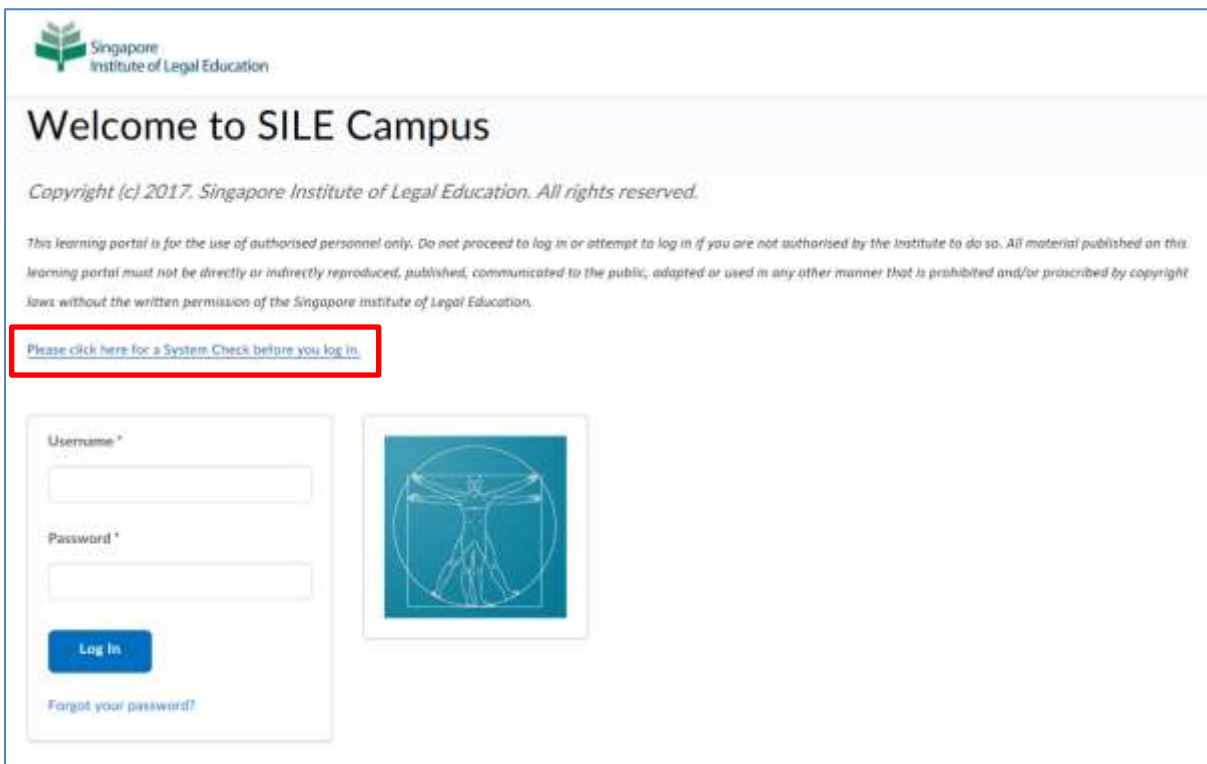 Singapore
Institute of Legal Education
Welcome to SILE Campus
Copyright (c) 2017. Singapore Institute of Legal Education. All rights reserved.
This learning portal is for the use of authorised personnel only. Do not proceed to log in or attempt to log in if you are not authorised by the Institute to do so. All material published on this
learning portal must not be directly or indirectly reproduced, published, communicated to the public, adapted or used in any other manner that is prohibited and/or proscribed by copyright
laws without the written permission of the Singapore Institute of Legal Education.
Please click here for a System Check before you log in.
Username *
Password *
Log In
Forgot your password?